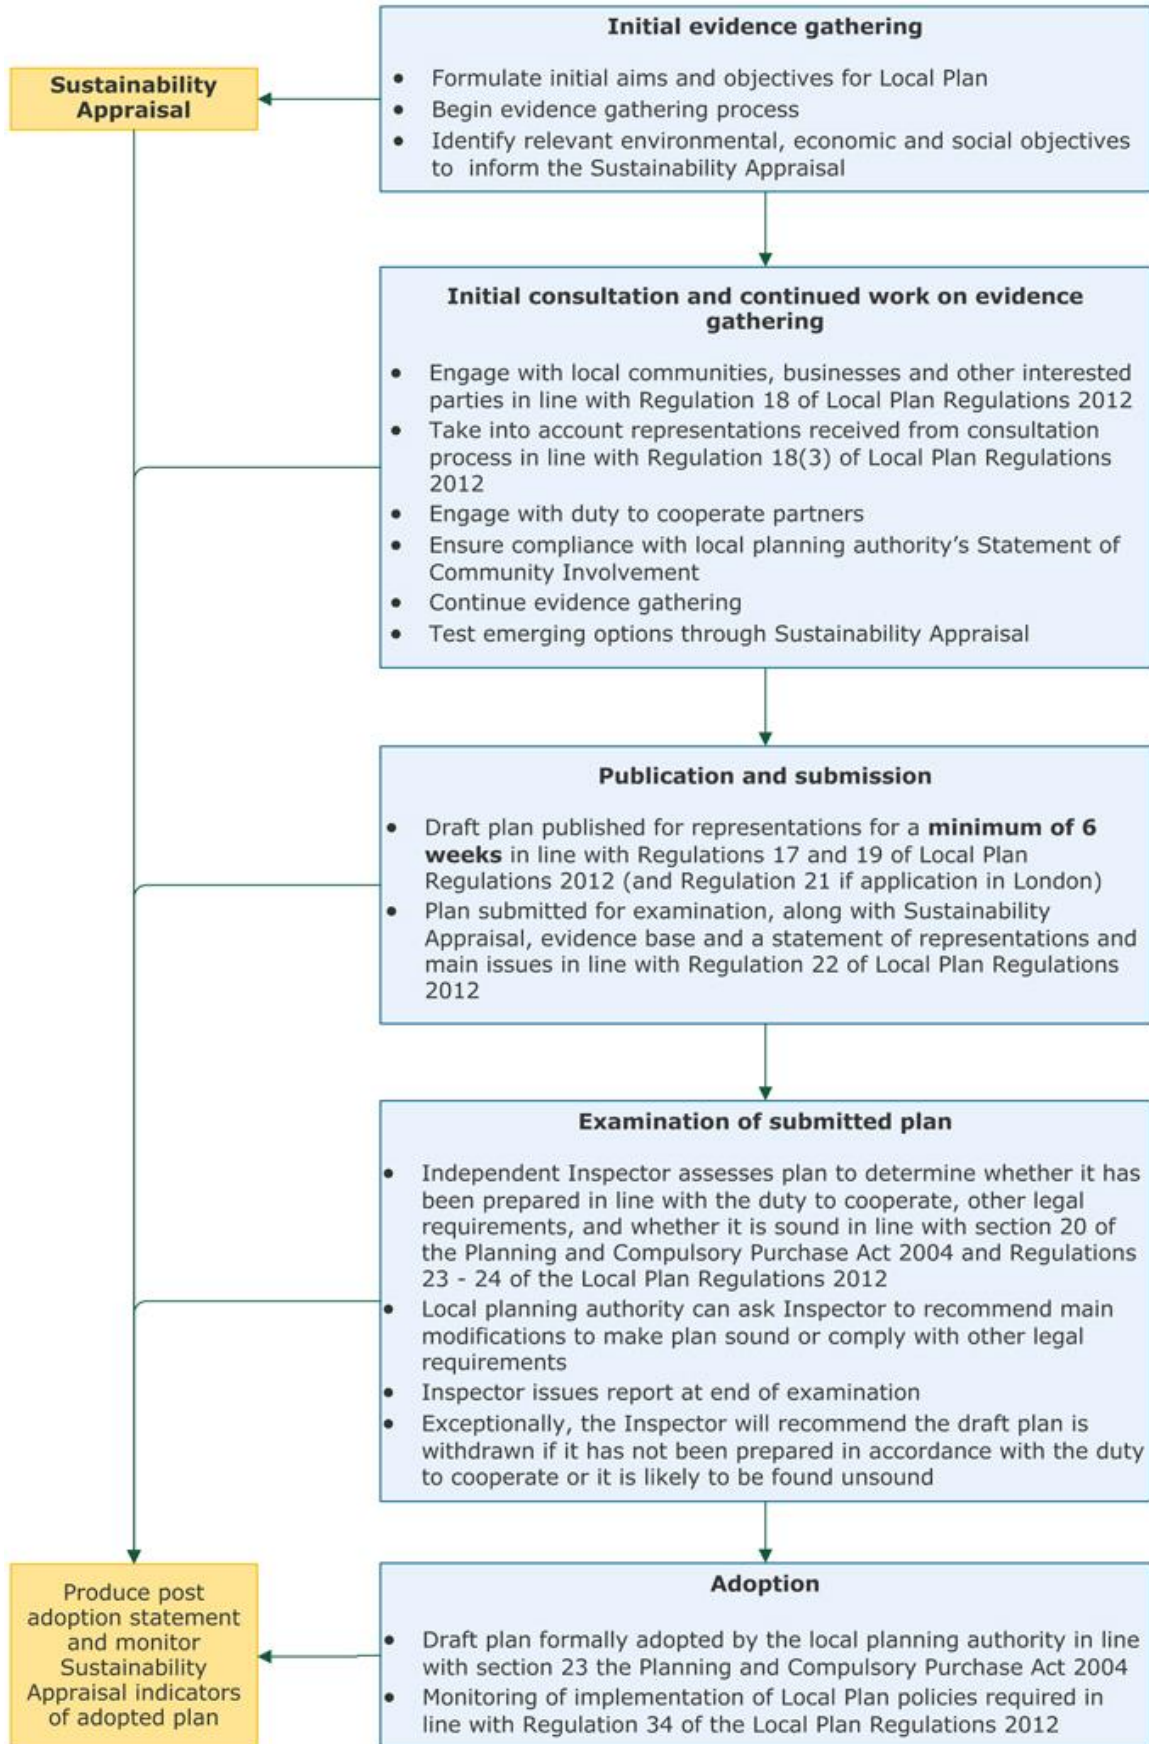 Initial evidence gathering
• Formulate initial aims and objectives for Local Plan
• Begin evidence gathering process
• Identify relevant environmental, economic and social objectives
to  inform the Sustainability Appraisal
Sustainability
Appraisal
Initial consultation and continued work on evidence
gathering
• Engage with local communities, businesses and other interested
parties in line with Regulation 18 of Local Plan Regulations 2012
• Take into account representations received from consultation
process in line with Regulation 18(3) of Local Plan Regulations
2012
• Engage with duty to cooperate partners
• Ensure compliance with local planning authority’s Statement of
Community Involvement
• Continue evidence gathering
• Test emerging options through Sustainability Appraisal
Publication and submission
• Draft plan published for representations for a minimum of 6
weeks in line with Regulations 17 and 19 of Local Plan
Regulations 2012 (and Regulation 21 if application in London)
• Plan submitted for examination, along with Sustainability
Appraisal, evidence base and a statement of representations and
main issues in line with Regulation 22 of Local Plan Regulations
2012
Examination of submitted plan
• Independent Inspector assesses plan to determine whether it has
been prepared in line with the duty to cooperate, other legal
requirements, and whether it is sound in line with section 20 of
the Planning and Compulsory Purchase Act 2004 and Regulations
23 - 24 of the Local Plan Regulations 2012
• Local planning authority can ask Inspector to recommend main
modifications to make plan sound or comply with other legal
requirements
• Inspector issues report at end of examination
• Exceptionally, the Inspector will recommend the draft plan is
withdrawn if it has not been prepared in accordance with the duty
to cooperate or it is likely to be found unsound
Adoption
• Draft plan formally adopted by the local planning authority in line
with section 23 the Planning and Compulsory Purchase Act 2004
• Monitoring of implementation of Local Plan policies required in
line with Regulation 34 of the Local Plan Regulations 2012
Produce post
adoption statement
and monitor
Sustainability
Appraisal indicators
of adopted plan